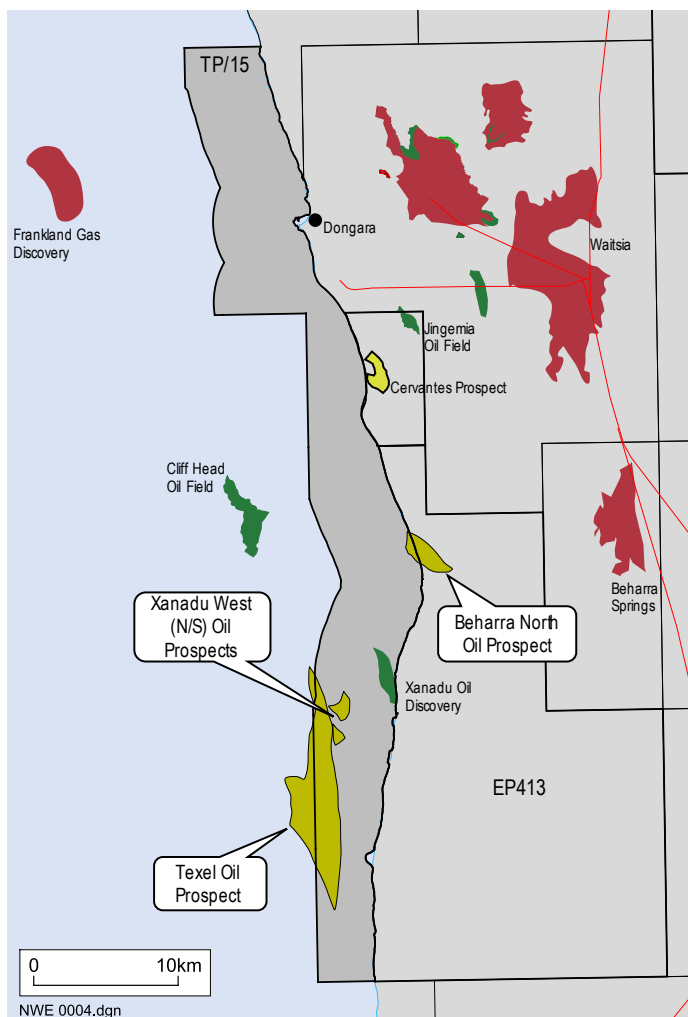 TP/15
Frankland Gas
Discovery
Dongara
Waitsia
Jingemia
Oil Field
Cervantes Prospect
Cliff Head
Oil Field
Xanadu West
(N/S) Oil
Prospects
Beharra North
Oil Prospect
Beharra
Springs
Xanadu Oil
Discovery
EP413
Texel Oil
Prospect
0 10km
NWE 0004.dgn